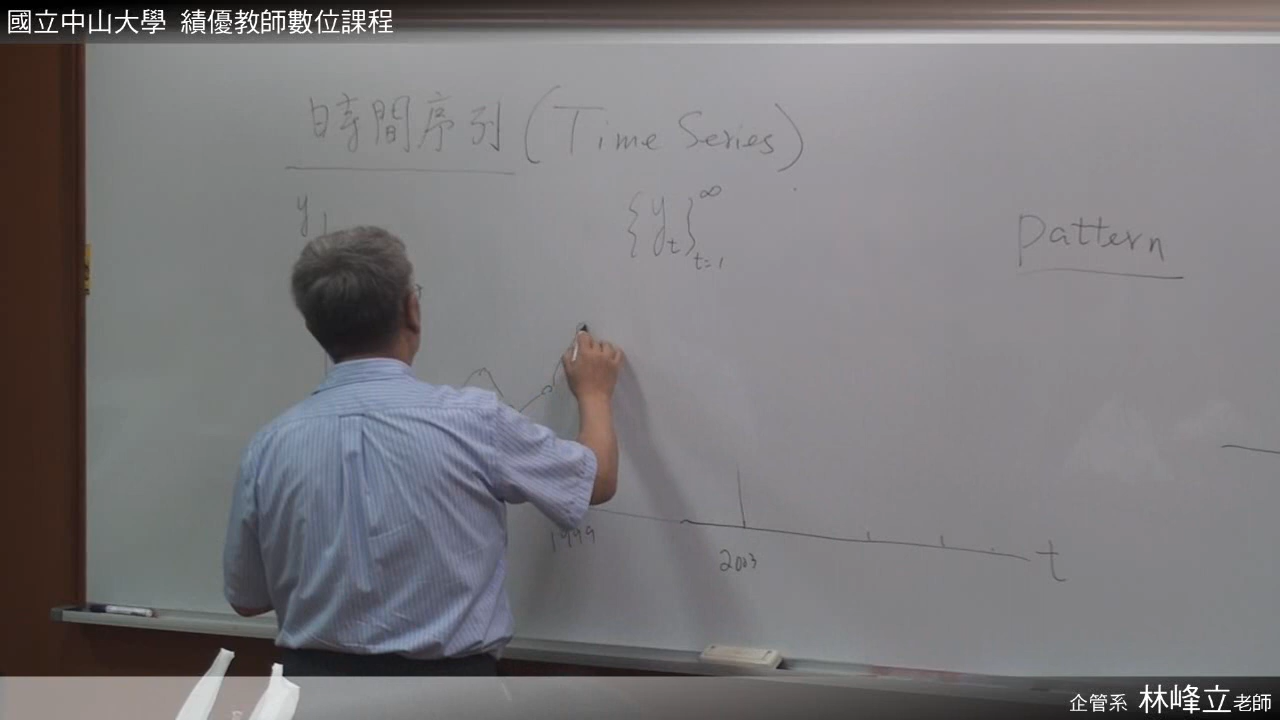 國立中山大學 績優教師數位課程
時間序列 (Time Series)
y
{y_t}_{t=1}^∞
Pattern
1999
2003
t
企管系 林峰立老師